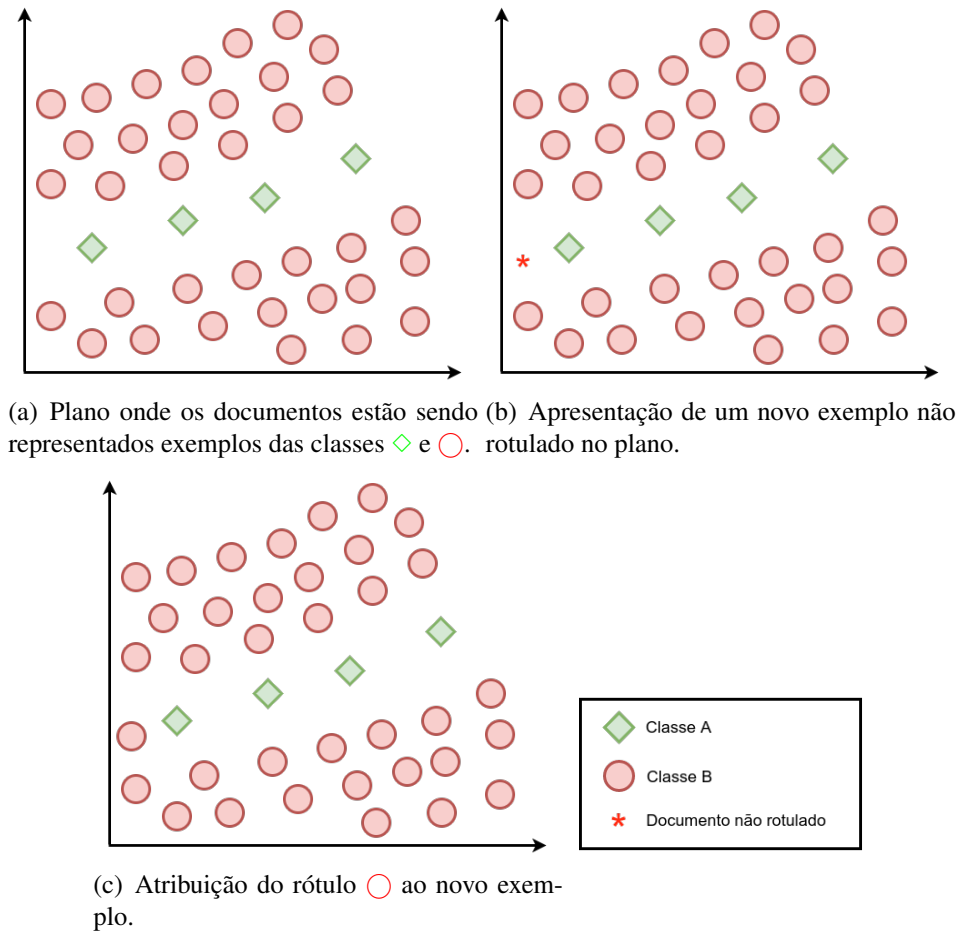 (a) Plano onde os documentos estão sendo representados exemplos das classes ◇ e ◯.
(b) Apresentação de um novo exemplo não rotulado no plano.
Classe A
Classe B
* Documento não rotulado
(c) Atribuição do rótulo ◯ ao novo exem-
plo.